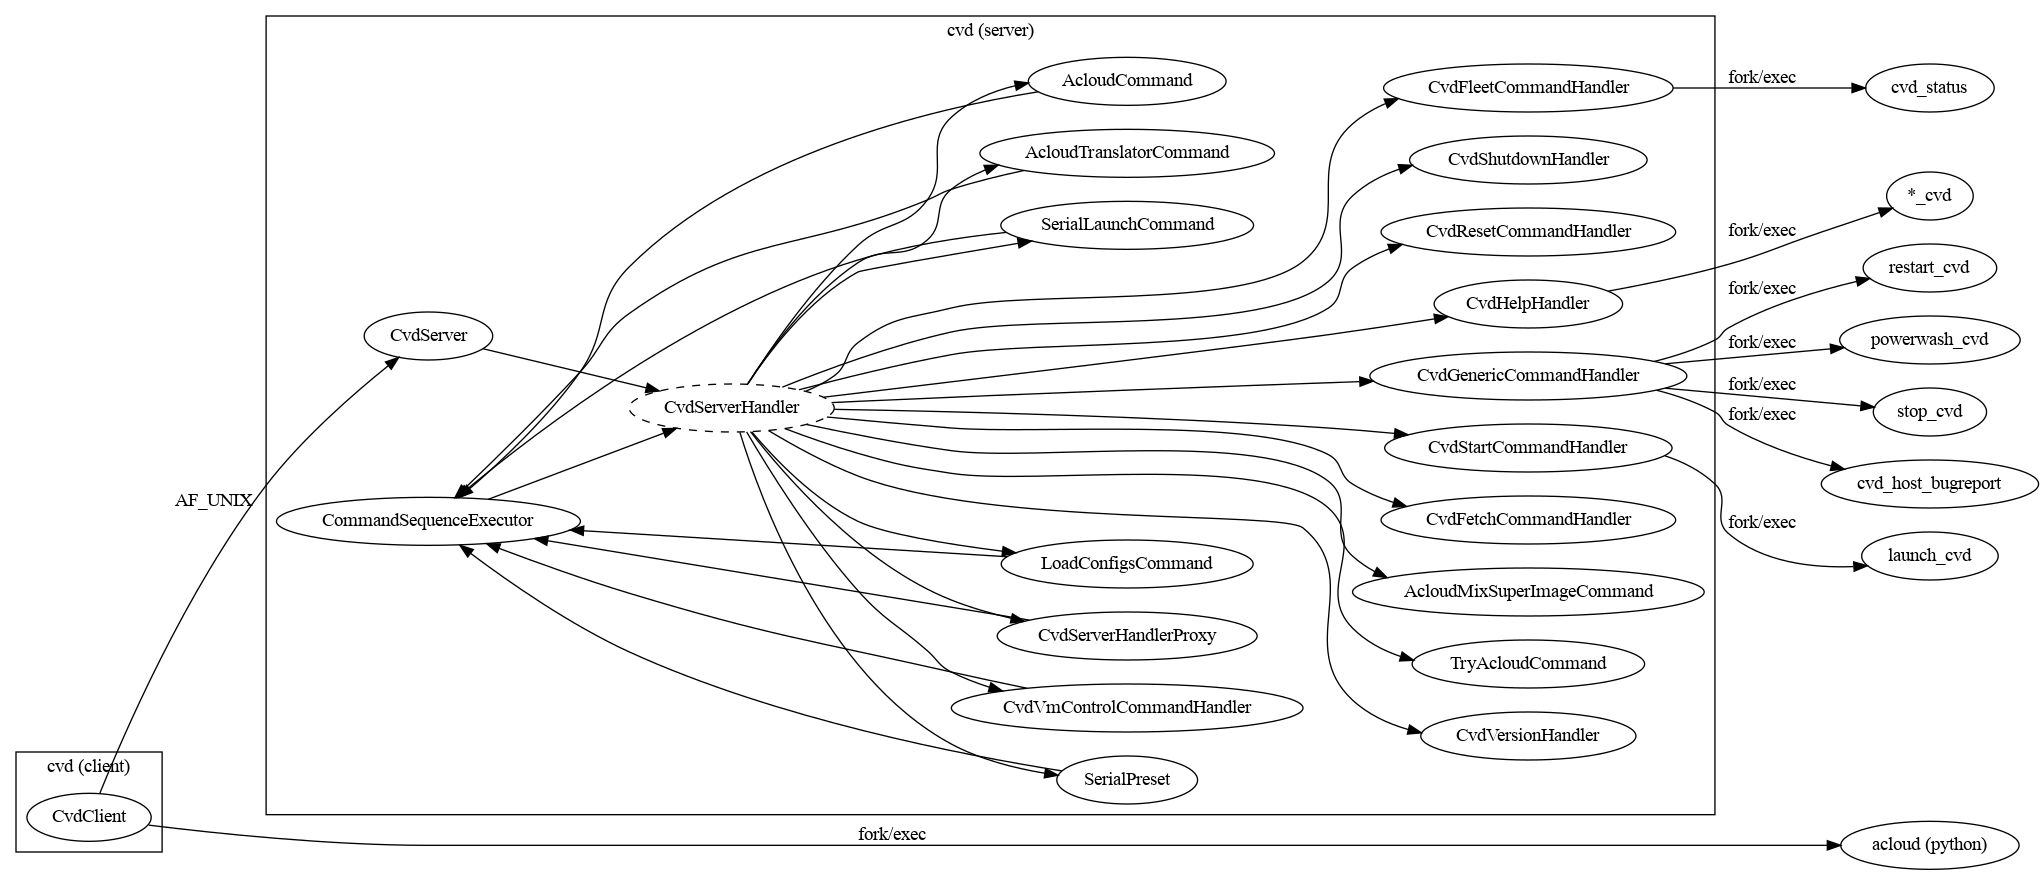 cvd (server)
AcloudCommand
CvdFleetCommandHandler
fork/exec
cvd_status
AcloudTranslatorCommand
CvdShutdownHandler
*_cvd
SerialLaunchCommand
CvdResetCommandHandler
fork/exec
restart_cvd
CvdHelpHandler
fork/exec
CvdServer
powerwash_cvd
fork/exec
CvdGenericCommandHandler
fork/exec
CvdServerHandler
stop_cvd
fork/exec
CvdStartCommandHandler
cvd_host_bugreport
AF_UNIX
CommandSequenceExecutor
CvdFetchCommandHandler
fork/exec
LoadConfigsCommand
launch_cvd
AcloudMixSuperImageCommand
CvdServerHandlerProxy
TryAcloudCommand
CvdVmControlCommandHandler
CvdVersionHandler
cvd (client)
SerialPreset
CvdClient
fork/exec
acloud (python)